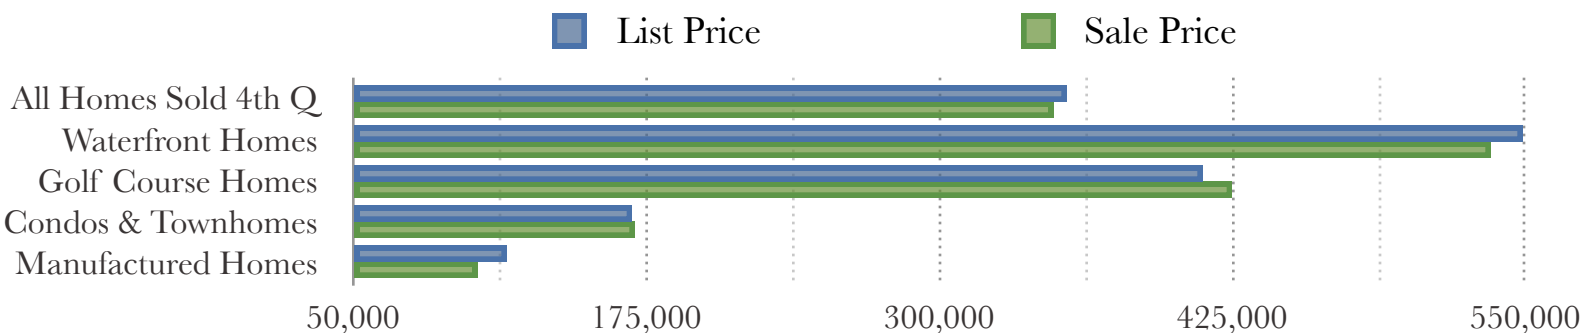 List Price Sale Price
All Homes Sold 4th Q
Waterfront Homes
Golf Course Homes
Condos & Townhomes
Manufactured Homes
50,000 175,000 300,000 425,000 550,000